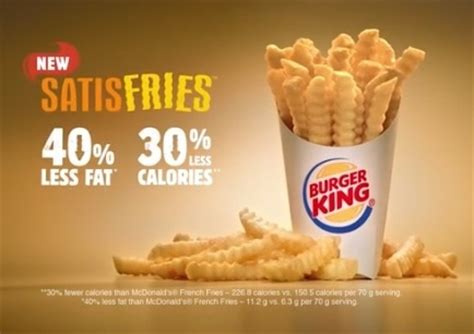 NEW
SATISFRIES™
40% 30% LESS
LESS FAT* CALORIES**
BURGER
KING
**30% fewer calories than McDonald's® French Fries – 226.8 calories vs. 150.5 calories per 70 g serving.
*40% less fat than McDonald's® French Fries – 11.2 g vs. 6.3 g per 70 g serving.